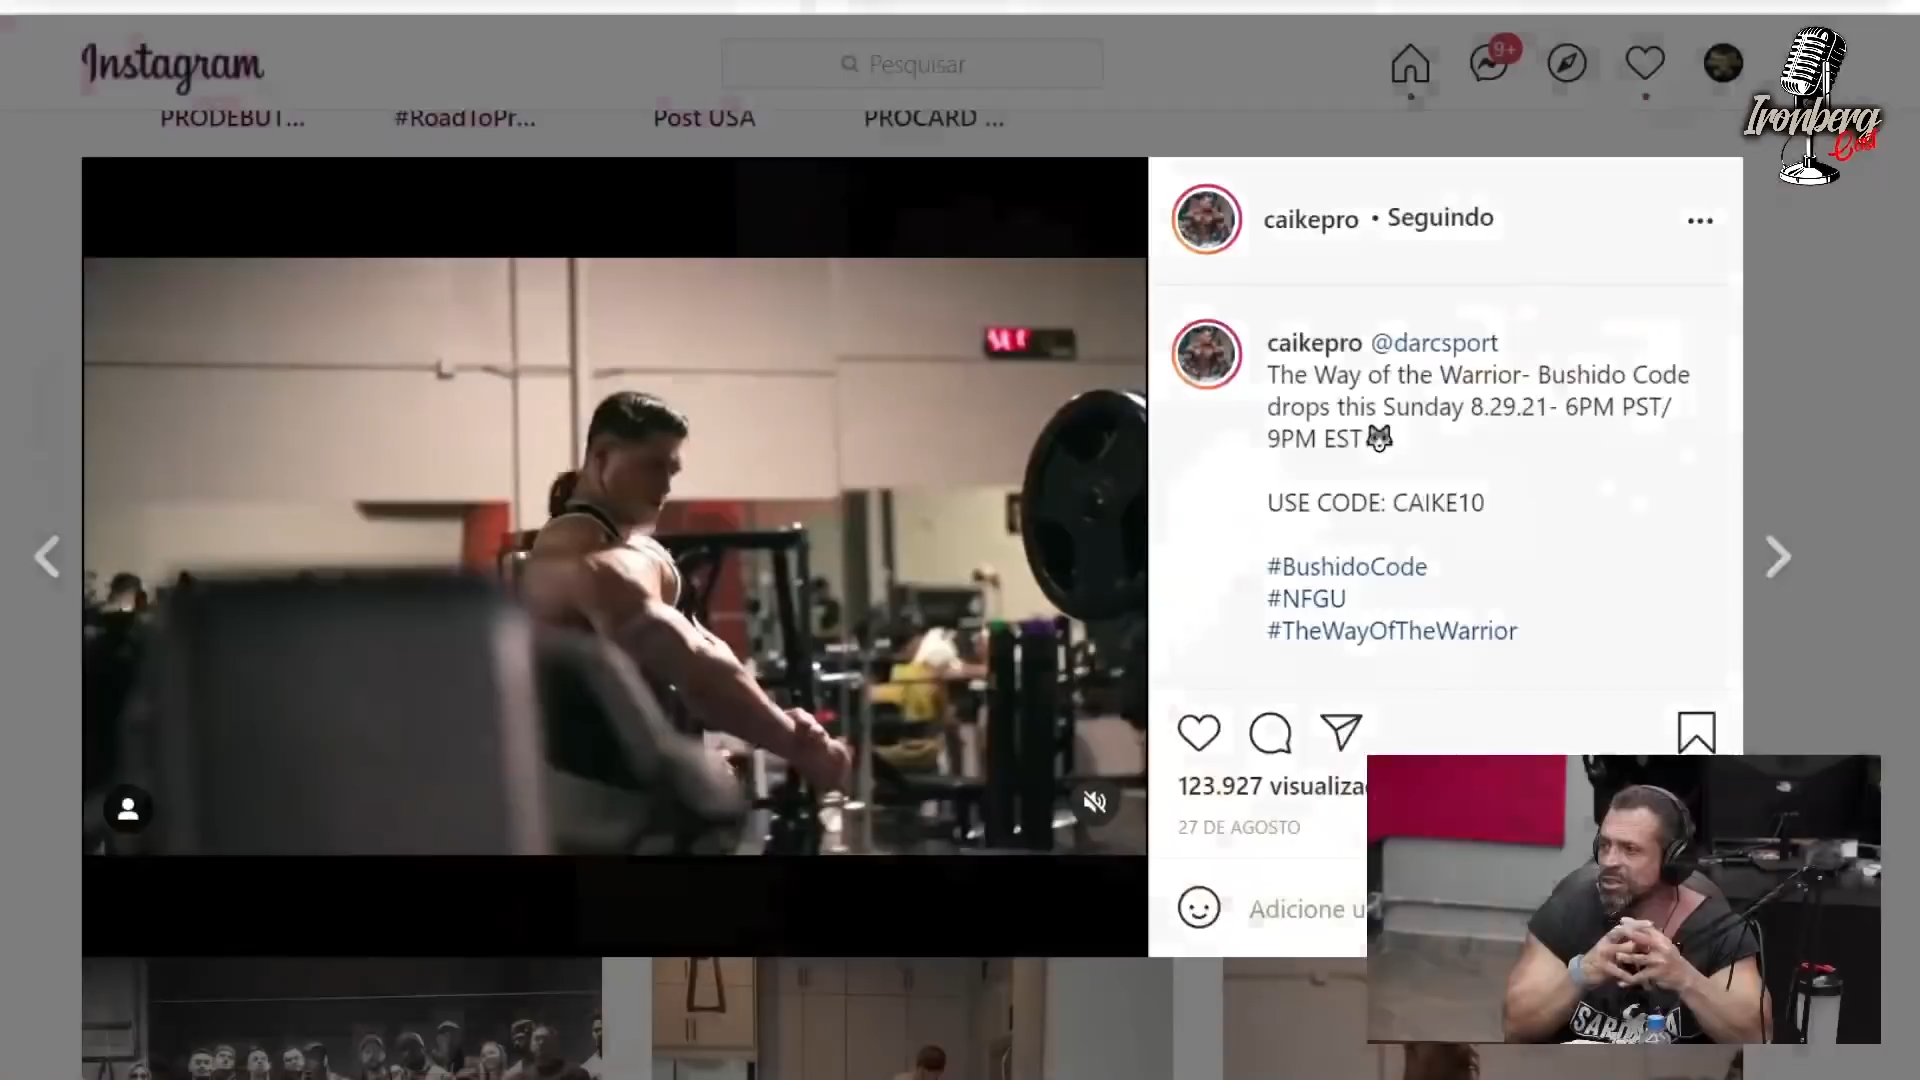 Instagram
Pesquisar
9+
Ironberg
Cast
PRODEBUT...
#RoadToPr...
Post USA
PROCARD ...
caikepro • Seguindo
caikepro @darcsport
The Way of the Warrior- Bushido Code
drops this Sunday 8.29.21- 6PM PST/
9PM EST
USE CODE: CAIKE10
#BushidoCode
#NFGU
#TheWayOfTheWarrior
123.927 visualiza
27 DE AGOSTO
Adicione u